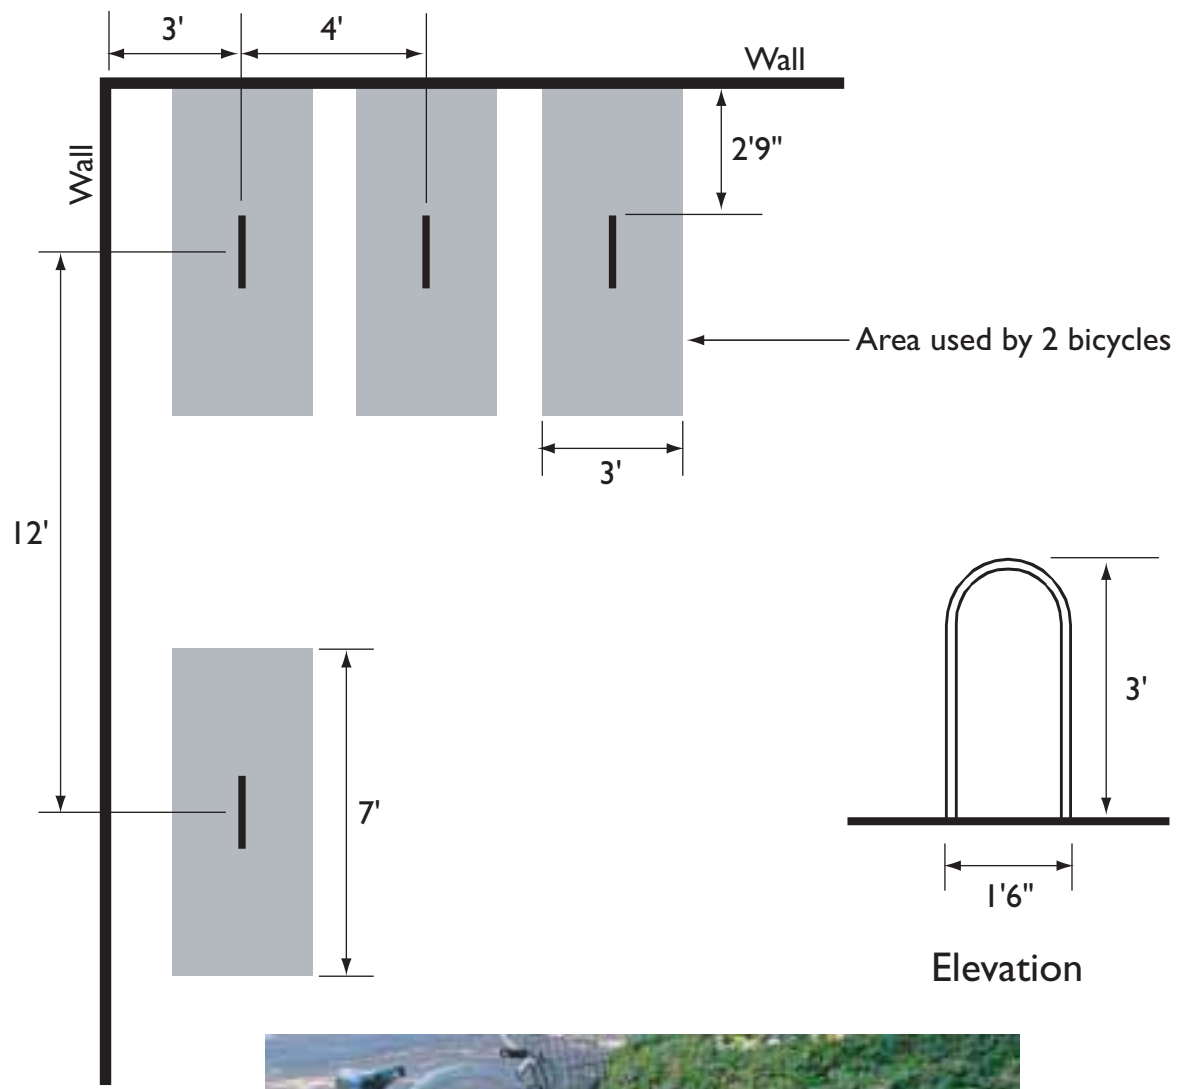 3'
4'
Wall
Wall
2'9"
Area used by 2 bicycles
3'
12'
3'
7'
1'6"
Elevation